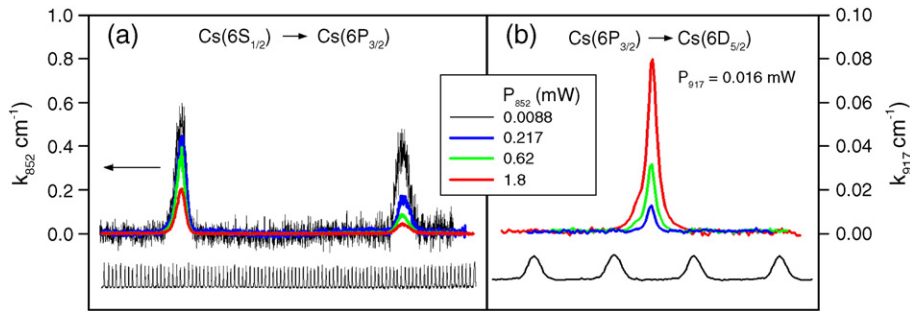 1.0
0.8
0.6
0.4
0.2
0.0
k852 cm-1
(a)
Cs(6S1/2) → Cs(6P3/2)
P852 (mW)
0.0088
0.217
0.62
1.8
(b)
Cs(6P3/2) → Cs(6D5/2)
P917 = 0.016 mW
0.10
0.08
0.06
0.04
0.02
0.00
k917 cm-1